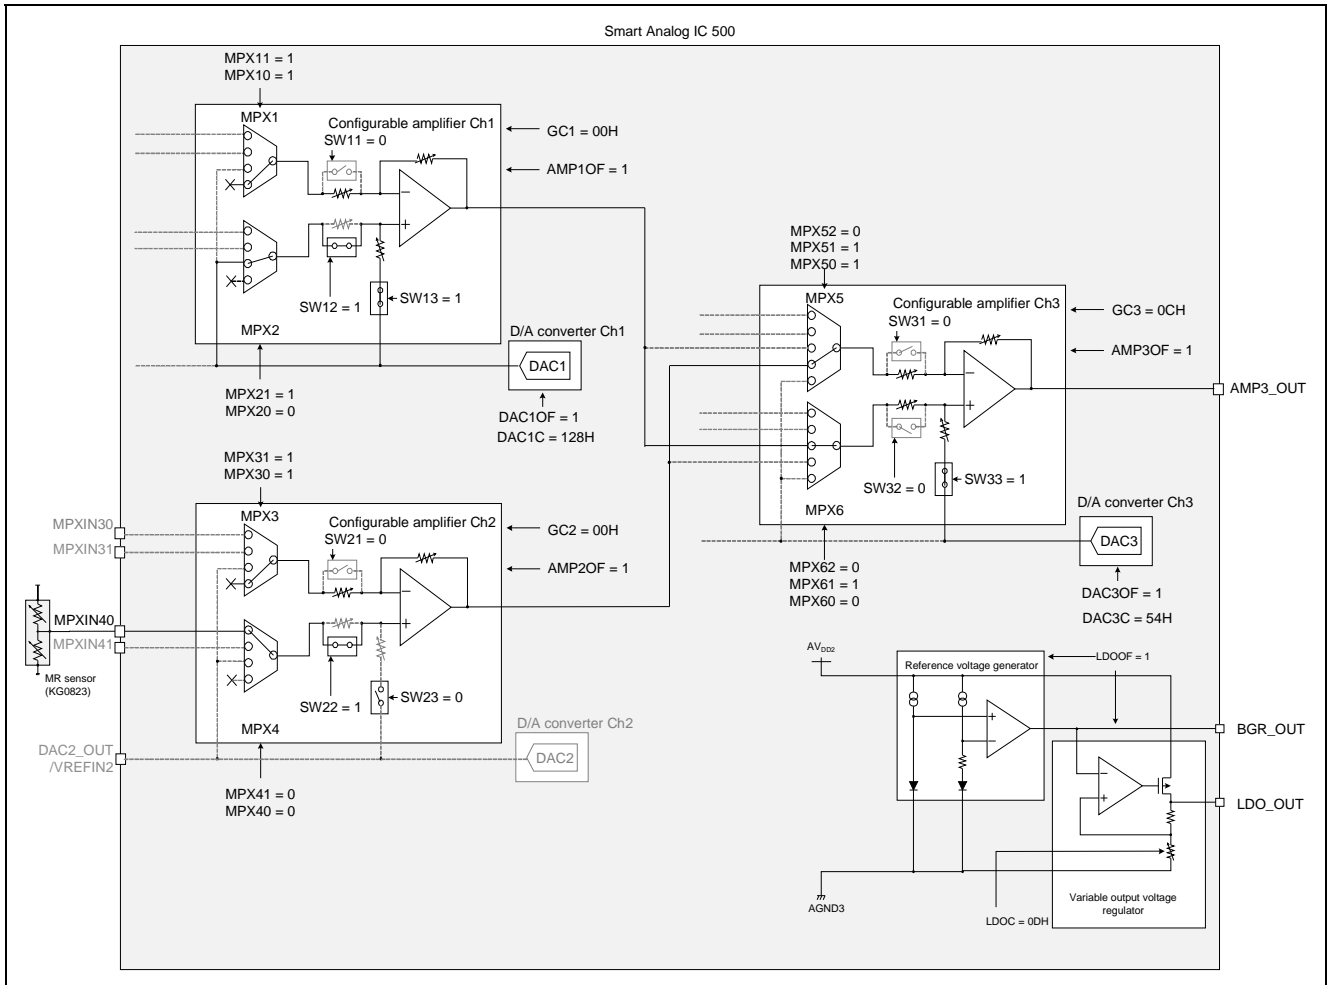 Smart Analog IC 500
MPX11 = 1
MPX10 = 1
MPX1
Configurable amplifier Ch1
SW11 = 0
GC1 = 00H
AMP1OF = 1
SW12 = 1
SW13 = 1
MPX2
MPX21 = 1
MPX20 = 0
D/A converter Ch1
DAC1
DAC1OF = 1
DAC1C = 128H
MPX31 = 1
MPX30 = 1
MPX3
Configurable amplifier Ch2
SW21 = 0
GC2 = 00H
AMP2OF = 1
MPXIN30
MPXIN31
MPXIN40
MPXIN41
MR sensor
(KG0823)
SW22 = 1
SW23 = 0
MPX4
DAC2_OUT
/VREFIN2
MPX41 = 0
MPX40 = 0
D/A converter Ch2
DAC2
MPX52 = 0
MPX51 = 1
MPX50 = 1
MPX5
Configurable amplifier Ch3
SW31 = 0
GC3 = 0CH
AMP3OF = 1
AMP3_OUT
SW32 = 0
SW33 = 1
MPX6
MPX62 = 0
MPX61 = 1
MPX60 = 0
D/A converter Ch3
DAC3
DAC3OF = 1
DAC3C = 54H
AVDD2
Reference voltage generator
LDOOF = 1
BGR_OUT
LDO_OUT
AGND3
LDOC = 0DH
Variable output voltage
regulator